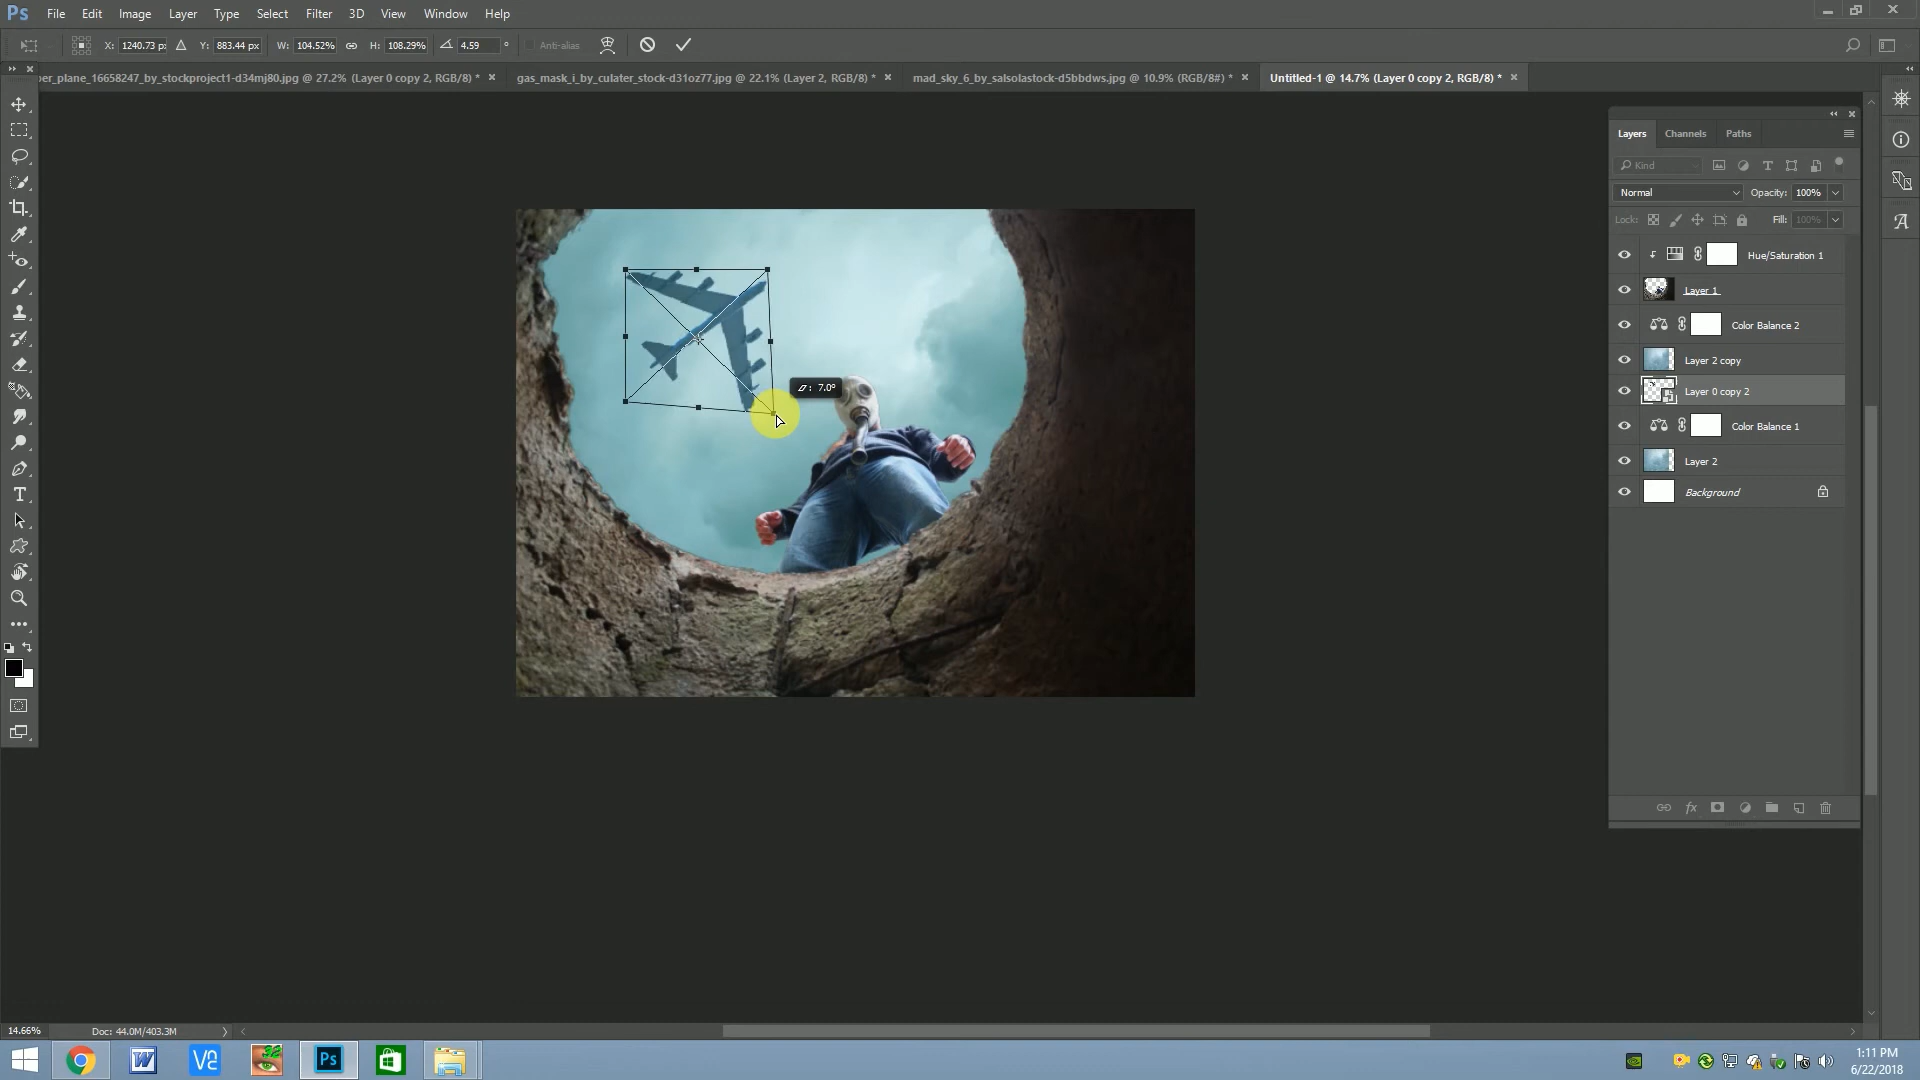 Ps File Edit Image Layer Type Select Filter 3D View Window Help
X: 1240.73 px Y: 883.44 px W: 104.52% H: 108.29% 4.59 ° Anti-alias
per_plane_16658247_by_stockproject1-d34mj80.jpg @ 27.2% (Layer 0 copy 2, RGB/8) * × gas_mask_i_by_culater_stock-d31oz77.jpg @ 22.1% (Layer 2, RGB/8) * × mad_sky_6_by_salsolastock-d5bbdws.jpg @ 10.9% (RGB/8#) * × Untitled-1 @ 14.7% (Layer 0 copy 2, RGB/8) * ×
Layers Channels Paths
Kind
Normal Opacity: 100%
Lock: Fill: 100%
Hue/Saturation 1
Layer 1
Color Balance 2
Layer 2 copy
Layer 0 copy 2
Color Balance 1
Layer 2
Background
7.0°
14.66% Doc: 44.0M/403.3M
Ps
1:11 PM
6/22/2018